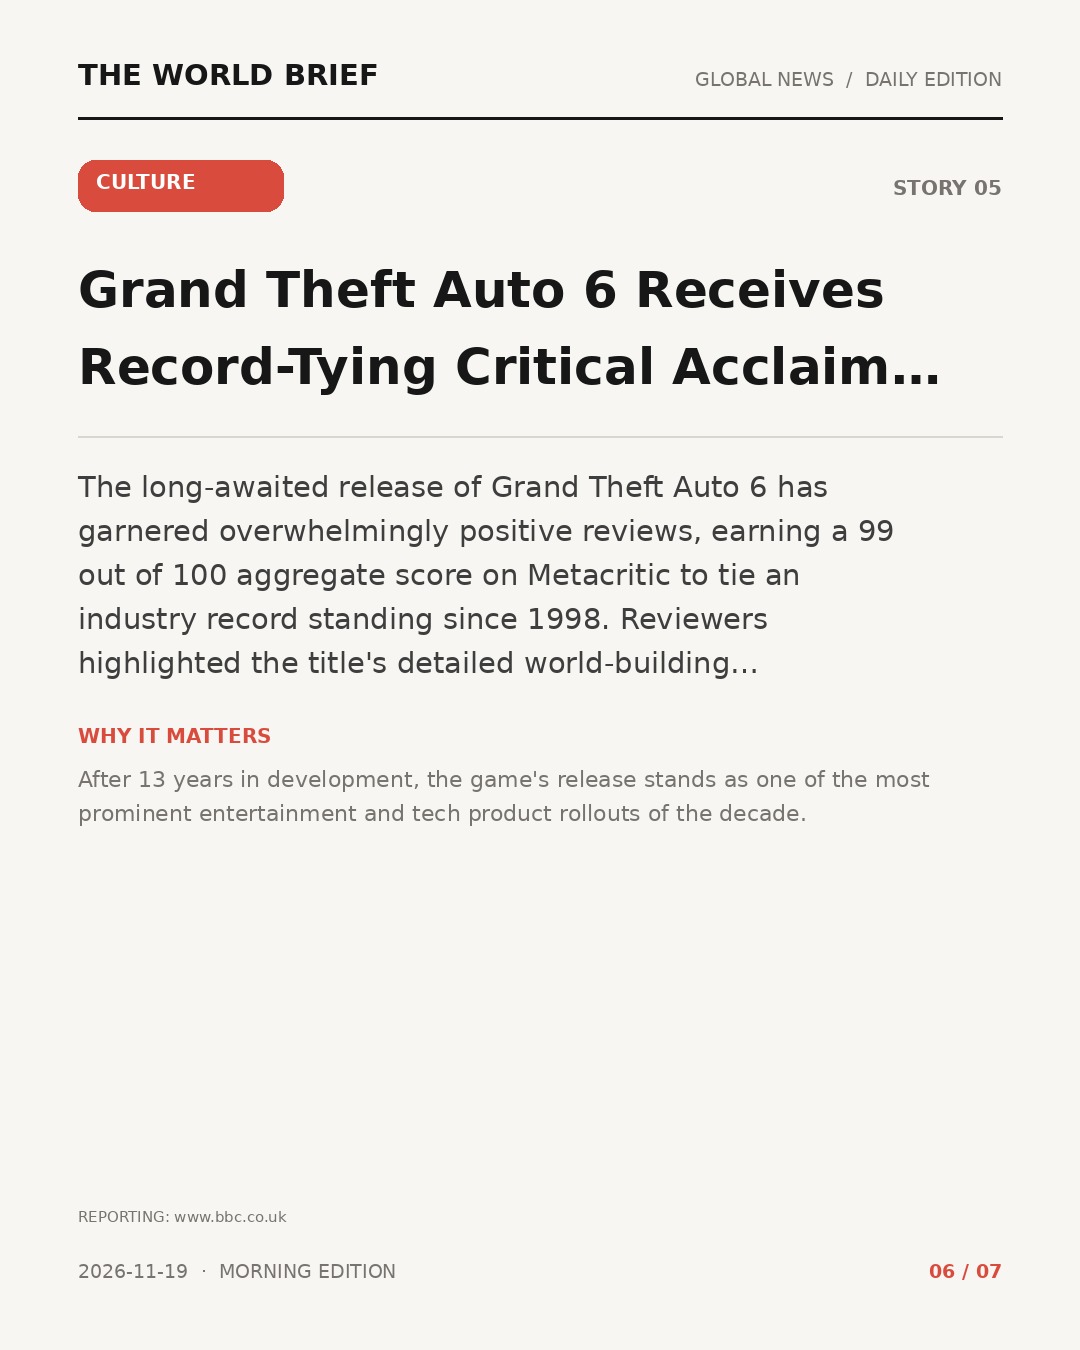 THE WORLD BRIEF
GLOBAL NEWS / DAILY EDITION
CULTURE
STORY 05
Grand Theft Auto 6 Receives
Record-Tying Critical Acclaim…
The long-awaited release of Grand Theft Auto 6 has
garnered overwhelmingly positive reviews, earning a 99
out of 100 aggregate score on Metacritic to tie an
industry record standing since 1998. Reviewers
highlighted the title's detailed world-building…
WHY IT MATTERS
After 13 years in development, the game's release stands as one of the most
prominent entertainment and tech product rollouts of the decade.
REPORTING: www.bbc.co.uk
2026-11-19 · MORNING EDITION
06 / 07